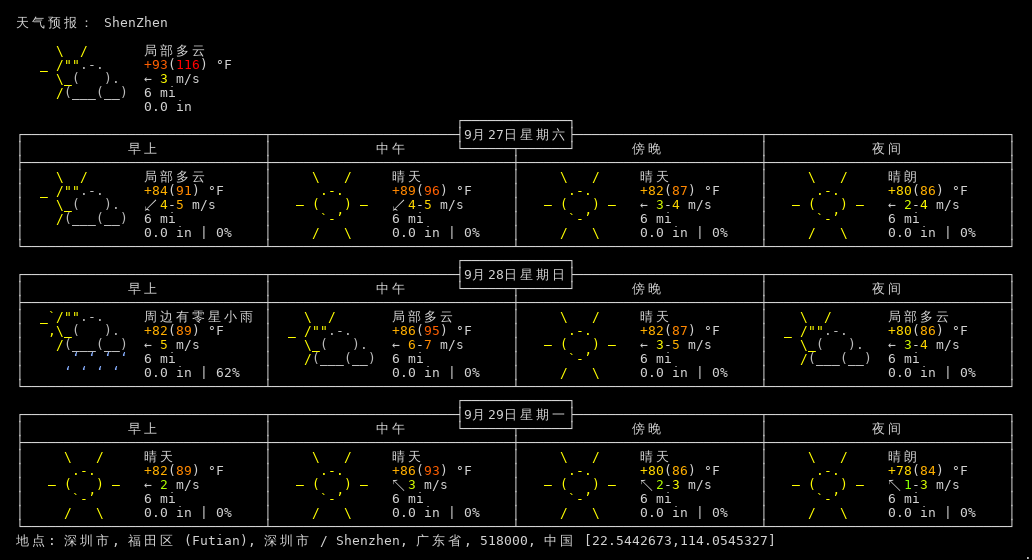 天气预报： ShenZhen
局部多云
+93(116) °F
← 3 m/s
6 mi
0.0 in
9月27日星期六
早上 中午 傍晚 夜间
局部多云 晴天 晴天 晴朗
+84(91) °F +89(96) °F +82(87) °F +80(86) °F
↙ 4-5 m/s ↙ 4-5 m/s ← 3-4 m/s ← 2-4 m/s
6 mi 6 mi 6 mi 6 mi
0.0 in | 0% 0.0 in | 0% 0.0 in | 0% 0.0 in | 0%
9月28日星期日
早上 中午 傍晚 夜间
周边有零星小雨 局部多云 晴天 局部多云
+82(89) °F +86(95) °F +82(87) °F +80(86) °F
← 5 m/s ← 6-7 m/s ← 3-5 m/s ← 3-4 m/s
6 mi 6 mi 6 mi 6 mi
0.0 in | 62% 0.0 in | 0% 0.0 in | 0% 0.0 in | 0%
9月29日星期一
早上 中午 傍晚 夜间
晴天 晴天 晴天 晴朗
+82(89) °F +86(93) °F +80(86) °F +78(84) °F
← 2 m/s ↖ 3 m/s ↖ 2-3 m/s ↖ 1-3 m/s
6 mi 6 mi 6 mi 6 mi
0.0 in | 0% 0.0 in | 0% 0.0 in | 0% 0.0 in | 0%
地点: 深圳市, 福田区 (Futian), 深圳市 / Shenzhen, 广东省, 518000, 中国 [22.5442673,114.0545327]